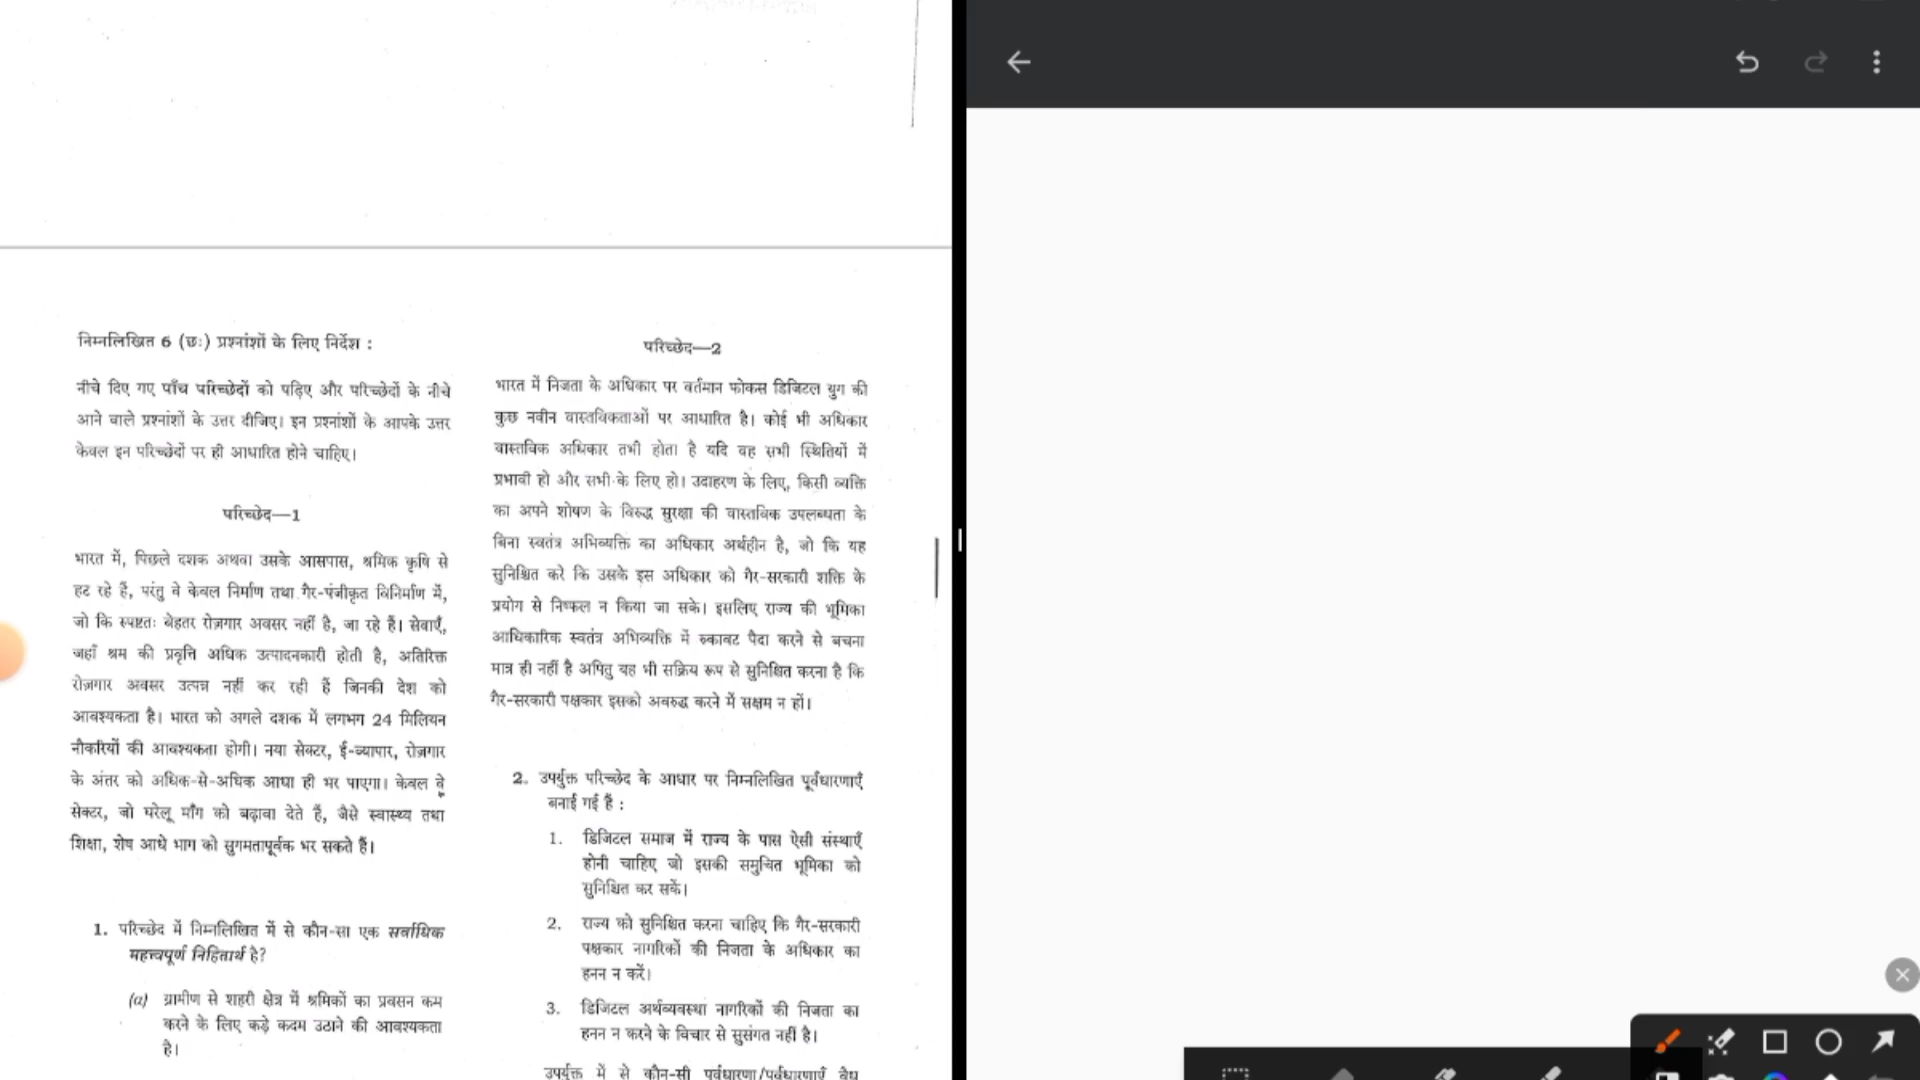 निम्नलिखित 6 (छः) प्रश्नांशों के लिए निर्देश :
नीचे दिए गए पाँच परिच्छेदों को पढ़िए और परिच्छेदों के नीचे
आने वाले प्रश्नांशों के उत्तर दीजिए। इन प्रश्नांशों के आपके उत्तर
केवल इन परिच्छेदों पर ही आधारित होने चाहिए।
परिच्छेद—1
भारत में, पिछले दशक अथवा उसके आसपास, श्रमिक कृषि से
हट रहे हैं, परंतु वे केवल निर्माण तथा गैर-पंजीकृत विनिर्माण में,
जो कि स्पष्टतः बेहतर रोज़गार अवसर नहीं है, जा रहे हैं। सेवाएँ,
जहाँ श्रम की प्रवृत्ति अधिक उत्पादनकारी होती है, अतिरिक्त
रोज़गार अवसर उत्पन्न नहीं कर रही हैं जिनकी देश को
आवश्यकता है। भारत को अगले दशक में लगभग 24 मिलियन
नौकरियों की आवश्यकता होगी। नया सेक्टर, ई-व्यापार, रोज़गार
के अंतर को अधिक-से-अधिक आधा ही भर पाएगा। केवल वे
सेक्टर, जो घरेलू माँग को बढ़ावा देते हैं, जैसे स्वास्थ्य तथा
शिक्षा, शेष आधे भाग को सुगमतापूर्वक भर सकते हैं।
1. परिच्छेद में निम्नलिखित में से कौन-सा एक सर्वाधिक
महत्त्वपूर्ण निहितार्थ है?
(a) ग्रामीण से शहरी क्षेत्र में श्रमिकों का प्रवसन कम
करने के लिए कड़े कदम उठाने की आवश्यकता
है।
परिच्छेद—2
भारत में निजता के अधिकार पर वर्तमान फोकस डिजिटल युग की
कुछ नवीन वास्तविकताओं पर आधारित है। कोई भी अधिकार
वास्तविक अधिकार तभी होता है यदि वह सभी स्थितियों में
प्रभावी हो और सभी के लिए हो। उदाहरण के लिए, किसी व्यक्ति
का अपने शोषण के विरुद्ध सुरक्षा की वास्तविक उपलब्धता के
बिना स्वतंत्र अभिव्यक्ति का अधिकार अर्थहीन है, जो कि यह
सुनिश्चित करे कि उसके इस अधिकार को गैर-सरकारी शक्ति के
प्रयोग से निष्फल न किया जा सके। इसलिए राज्य की भूमिका
आधिकारिक स्वतंत्र अभिव्यक्ति में रुकावट पैदा करने से बचना
मात्र ही नहीं है अपितु यह भी सक्रिय रूप से सुनिश्चित करना है कि
गैर-सरकारी पक्षकार इसको अवरुद्ध करने में सक्षम न हों।
2. उपर्युक्त परिच्छेद के आधार पर निम्नलिखित पूर्वधारणाएँ
बनाई गई हैं :
1. डिजिटल समाज में राज्य के पास ऐसी संस्थाएँ
होनी चाहिए जो इसकी समुचित भूमिका को
सुनिश्चित कर सकें।
2. राज्य को सुनिश्चित करना चाहिए कि गैर-सरकारी
पक्षकार नागरिकों की निजता के अधिकार का
हनन न करें।
3. डिजिटल अर्थव्यवस्था नागरिकों की निजता का
हनन न करने के विचार से सुसंगत नहीं है।
उपर्युक्त में से कौन-सी पूर्वधारणा/पूर्वधारणाएँ वैध